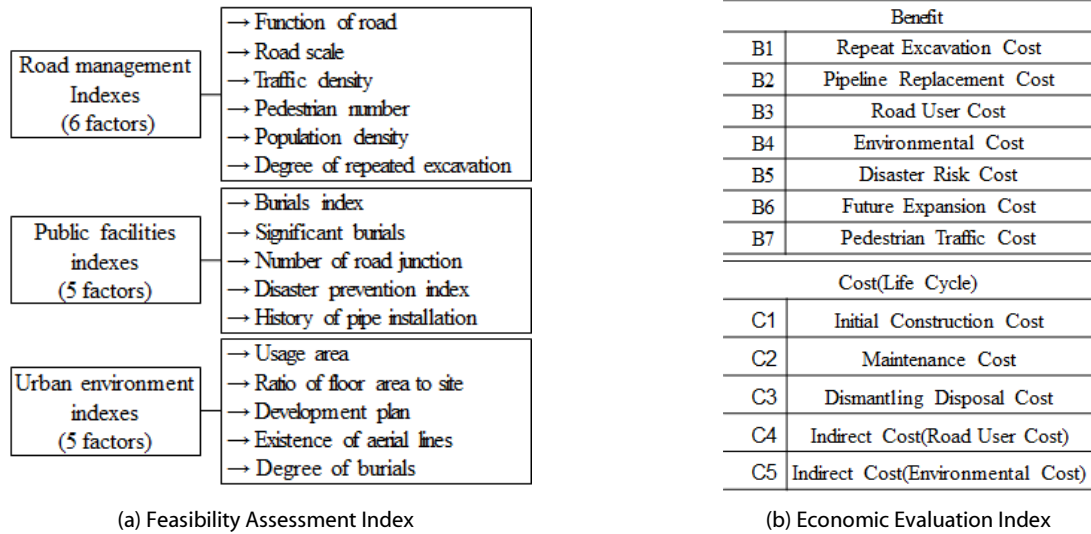 Road management
Indexes
(6 factors)
→ Function of road
→ Road scale
→ Traffic density
→ Pedestrian number
→ Population density
→ Degree of repeated excavation
Public facilities
indexes
(5 factors)
→ Burials index
→ Significant burials
→ Number of road junction
→ Disaster prevention index
→ History of pipe installation
Urban environment
indexes
(5 factors)
→ Usage area
→ Ratio of floor area to site
→ Development plan
→ Existence of aerial lines
→ Degree of burials
(a) Feasibility Assessment Index
Benefit
B1 Repeat Excavation Cost
B2 Pipeline Replacement Cost
B3 Road User Cost
B4 Environmental Cost
B5 Disaster Risk Cost
B6 Future Expansion Cost
B7 Pedestrian Traffic Cost
Cost(Life Cycle)
C1 Initial Construction Cost
C2 Maintenance Cost
C3 Dismantling Disposal Cost
C4 Indirect Cost(Road User Cost)
C5 Indirect Cost(Environmental Cost)
(b) Economic Evaluation Index